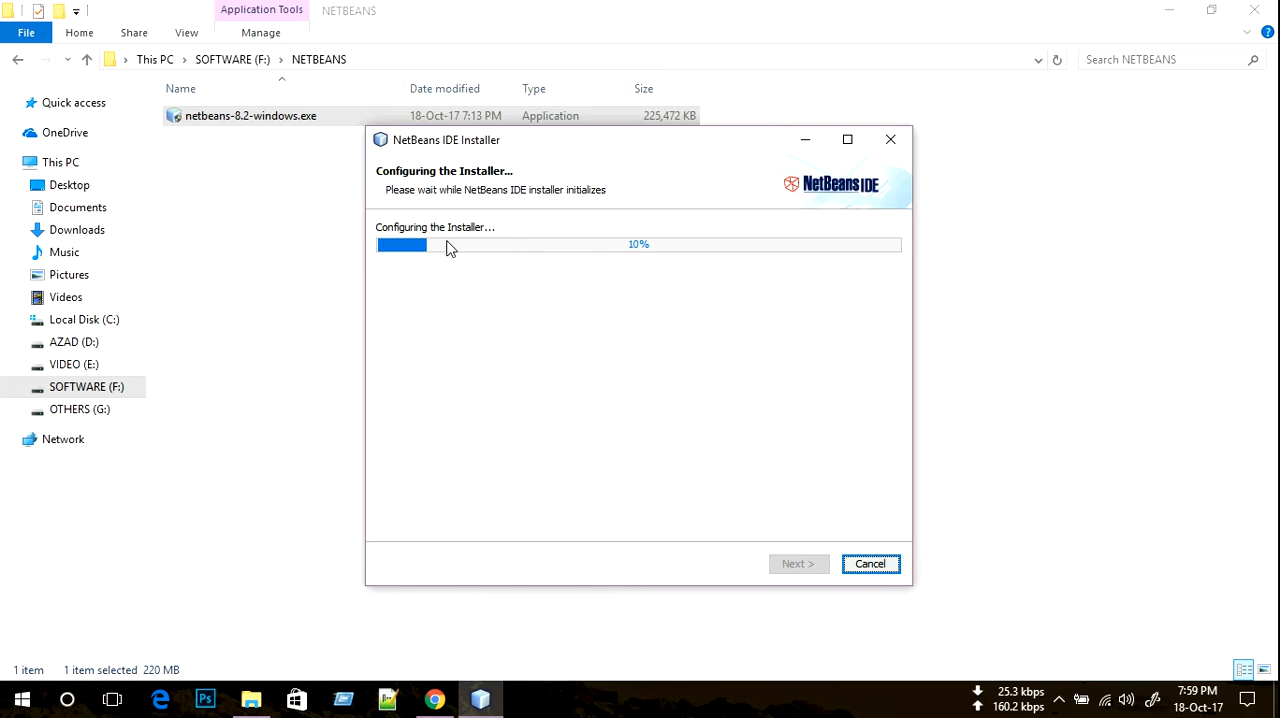 Application Tools NETBEANS
File Home Share View Manage
This PC SOFTWARE (F:) NETBEANS Search NETBEANS
Name Date modified Type Size
netbeans-8.2-windows.exe 18-Oct-17 7:13 PM Application 225,472 KB
Quick access
OneDrive
This PC
Desktop
Documents
Downloads
Music
Pictures
Videos
Local Disk (C:)
AZAD (D:)
VIDEO (E:)
SOFTWARE (F:)
OTHERS (G:)
Network
NetBeans IDE Installer
Configuring the Installer...
Please wait while NetBeans IDE installer initializes
NetBeans IDE
Configuring the Installer...
10%
Next > Cancel
1 item 1 item selected 220 MB
Ps
25.3 kbps
160.2 kbps
7:59 PM
18-Oct-17